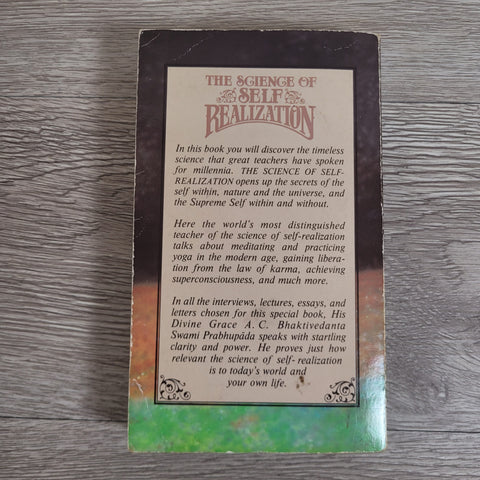 THE SCIENCE OF
SELF
REALIZATION
In this book you will discover the timeless
science that great teachers have spoken
for millennia. THE SCIENCE OF SELF-
REALIZATION opens up the secrets of the
self within, nature and the universe, and
the Supreme Self within and without.
Here the world's most distinguished
teacher of the science of self-realization
talks about meditating and practicing
yoga in the modern age, gaining libera-
tion from the law of karma, achieving
superconsciousness, and much more.
In all the interviews, lectures, essays, and
letters chosen for this special book, His
Divine Grace A.C. Bhaktivedanta
Swami Prabhupāda speaks with startling
clarity and power. He proves just how
relevant the science of self-realization
is to today's world and
your own life.